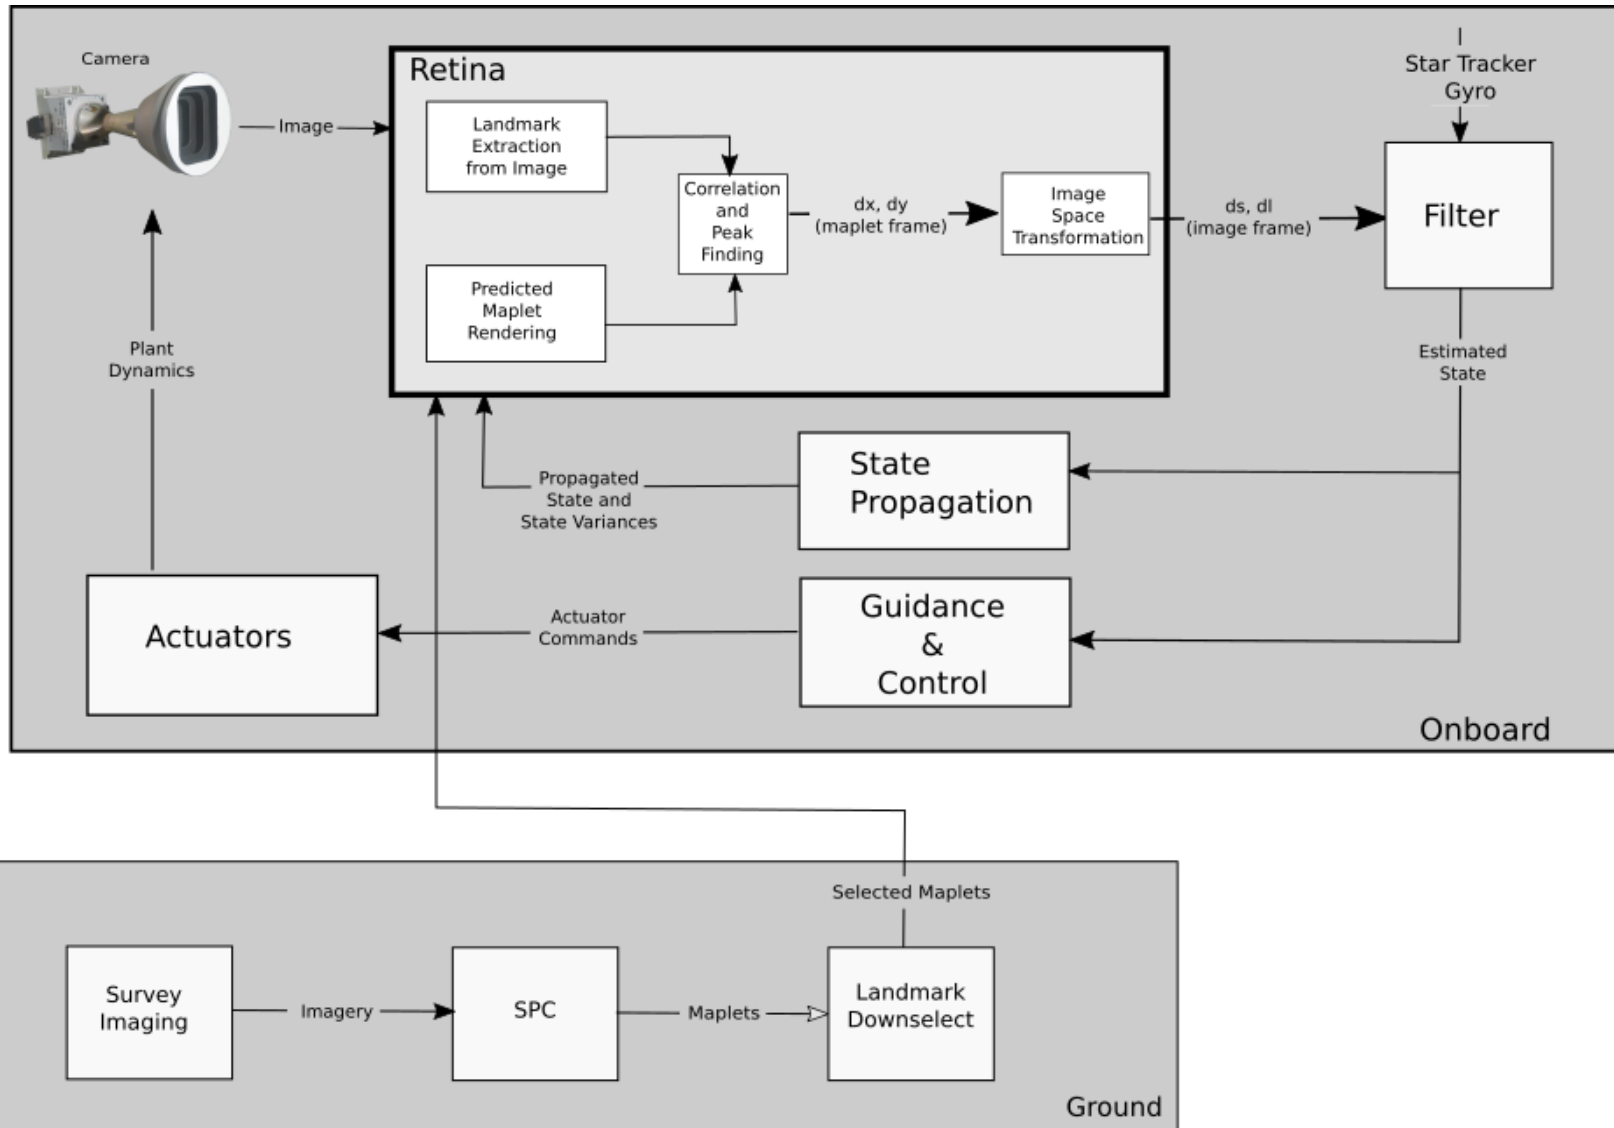 Camera
Image
Retina
Landmark
Extraction
from Image
Predicted
Maplet
Rendering
Correlation
and
Peak
Finding
dx, dy
(maplet frame)
Image
Space
Transformation
ds, dl
(image frame)
Star Tracker
Gyro
Filter
Estimated
State
Plant
Dynamics
Propagated
State and
State Variances
State
Propagation
Actuators
Actuator
Commands
Guidance
&
Control
Onboard
Selected Maplets
Survey
Imaging
Imagery
SPC
Maplets
Landmark
Downselect
Ground